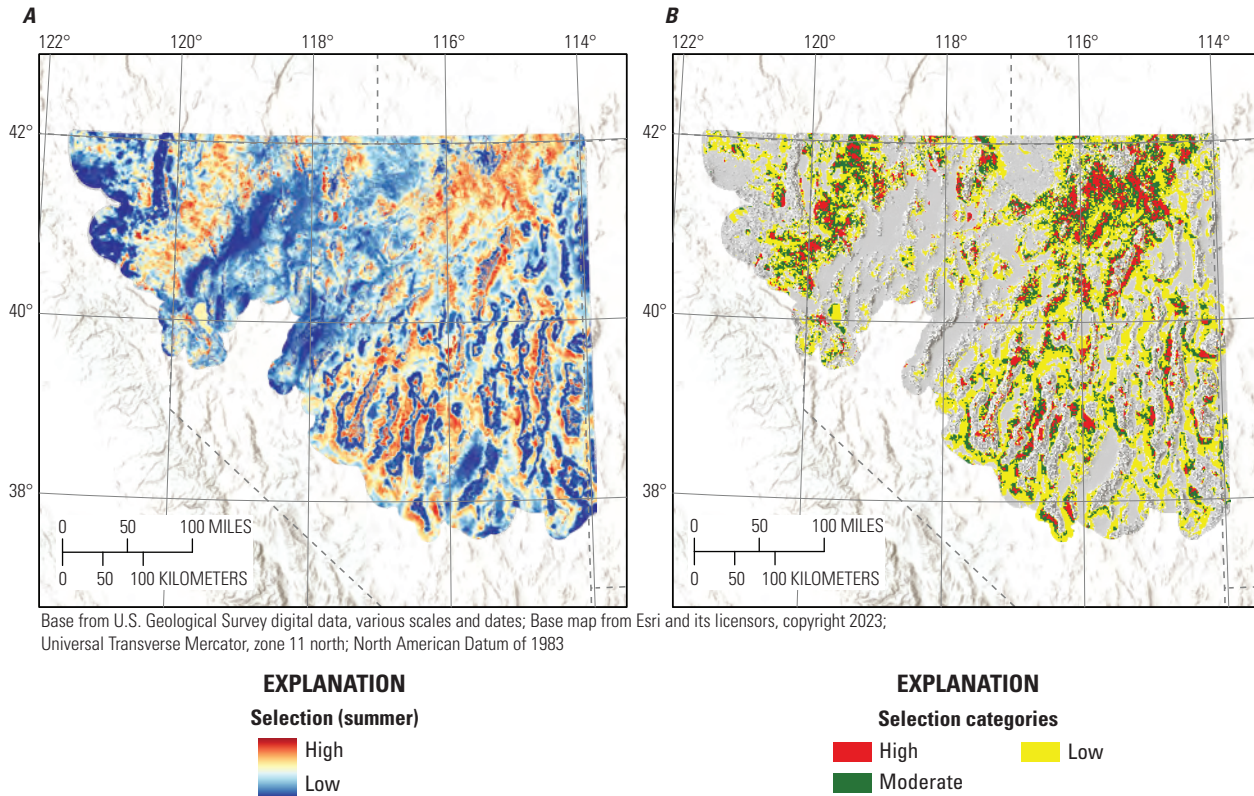 A
B
122° 120° 118° 116° 114°
122° 120° 118° 116° 114°
42°
42°
40°
40°
38°
38°
0 50 100 MILES
0 50 100 KILOMETERS
0 50 100 MILES
0 50 100 KILOMETERS
Base from U.S. Geological Survey digital data, various scales and dates; Base map from Esri and its licensors, copyright 2023;
Universal Transverse Mercator, zone 11 north; North American Datum of 1983
EXPLANATION
Selection (summer)
High
Low
EXPLANATION
Selection categories
High
Low
Moderate